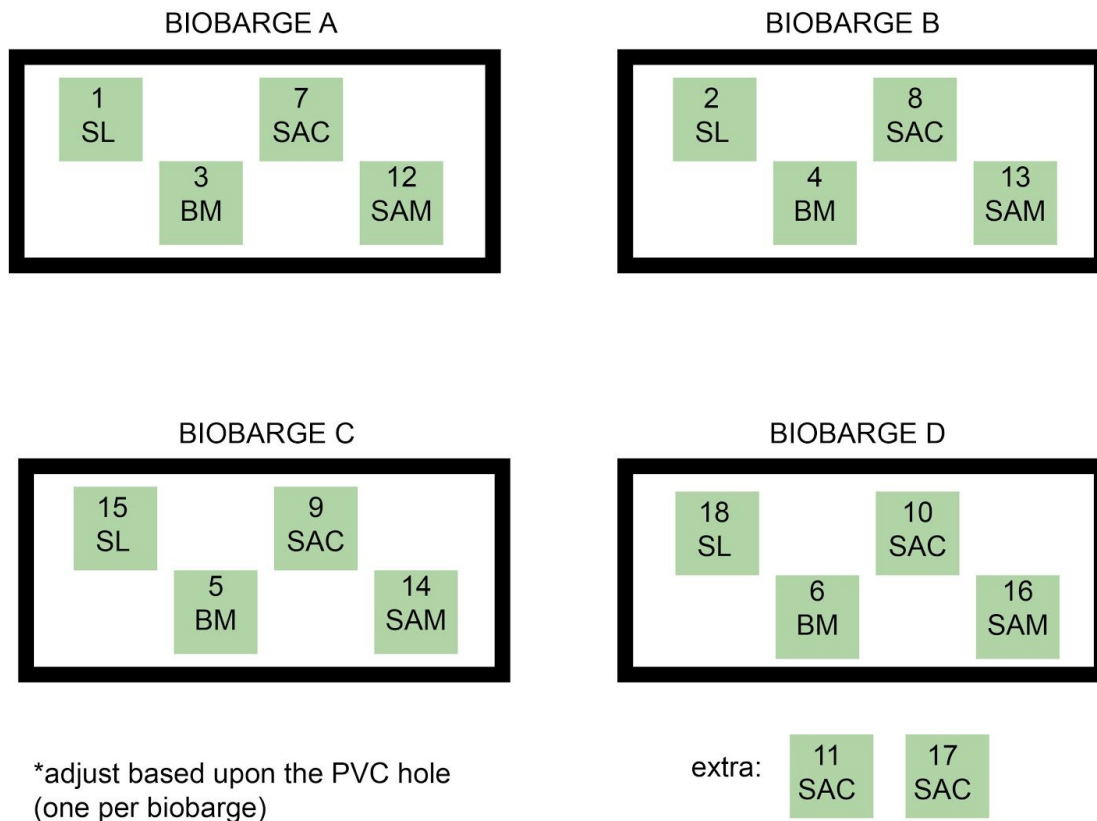 BIOBARGE A
1
SL
7
SAC
3
BM
12
SAM
BIOBARGE B
2
SL
8
SAC
4
BM
13
SAM
BIOBARGE C
15
SL
9
SAC
5
BM
14
SAM
BIOBARGE D
18
SL
10
SAC
6
BM
16
SAM
*adjust based upon the PVC hole
(one per biobarge)
extra:
11
SAC
17
SAC